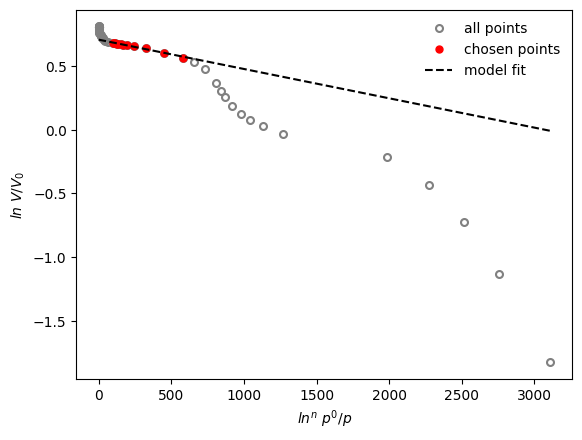 all points
chosen points
model fit
0.5
0.0
−0.5
−1.0
−1.5
ln V/V₀
0 500 1000 1500 2000 2500 3000
lnⁿ p⁰/p